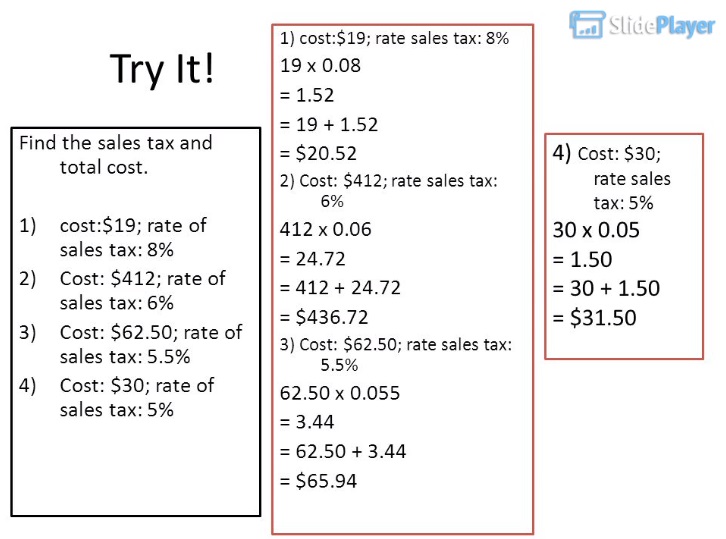 SlidePlayer
Try It!
Find the sales tax and
total cost.
1) cost:$19; rate of
sales tax: 8%
2) Cost: $412; rate of
sales tax: 6%
3) Cost: $62.50; rate of
sales tax: 5.5%
4) Cost: $30; rate of
sales tax: 5%
1) cost:$19; rate sales tax: 8%
19 x 0.08
= 1.52
= 19 + 1.52
= $20.52
2) Cost: $412; rate sales tax:
6%
412 x 0.06
= 24.72
= 412 + 24.72
= $436.72
3) Cost: $62.50; rate sales tax:
5.5%
62.50 x 0.055
= 3.44
= 62.50 + 3.44
= $65.94
4) Cost: $30;
rate sales
tax: 5%
30 x 0.05
= 1.50
= 30 + 1.50
= $31.50